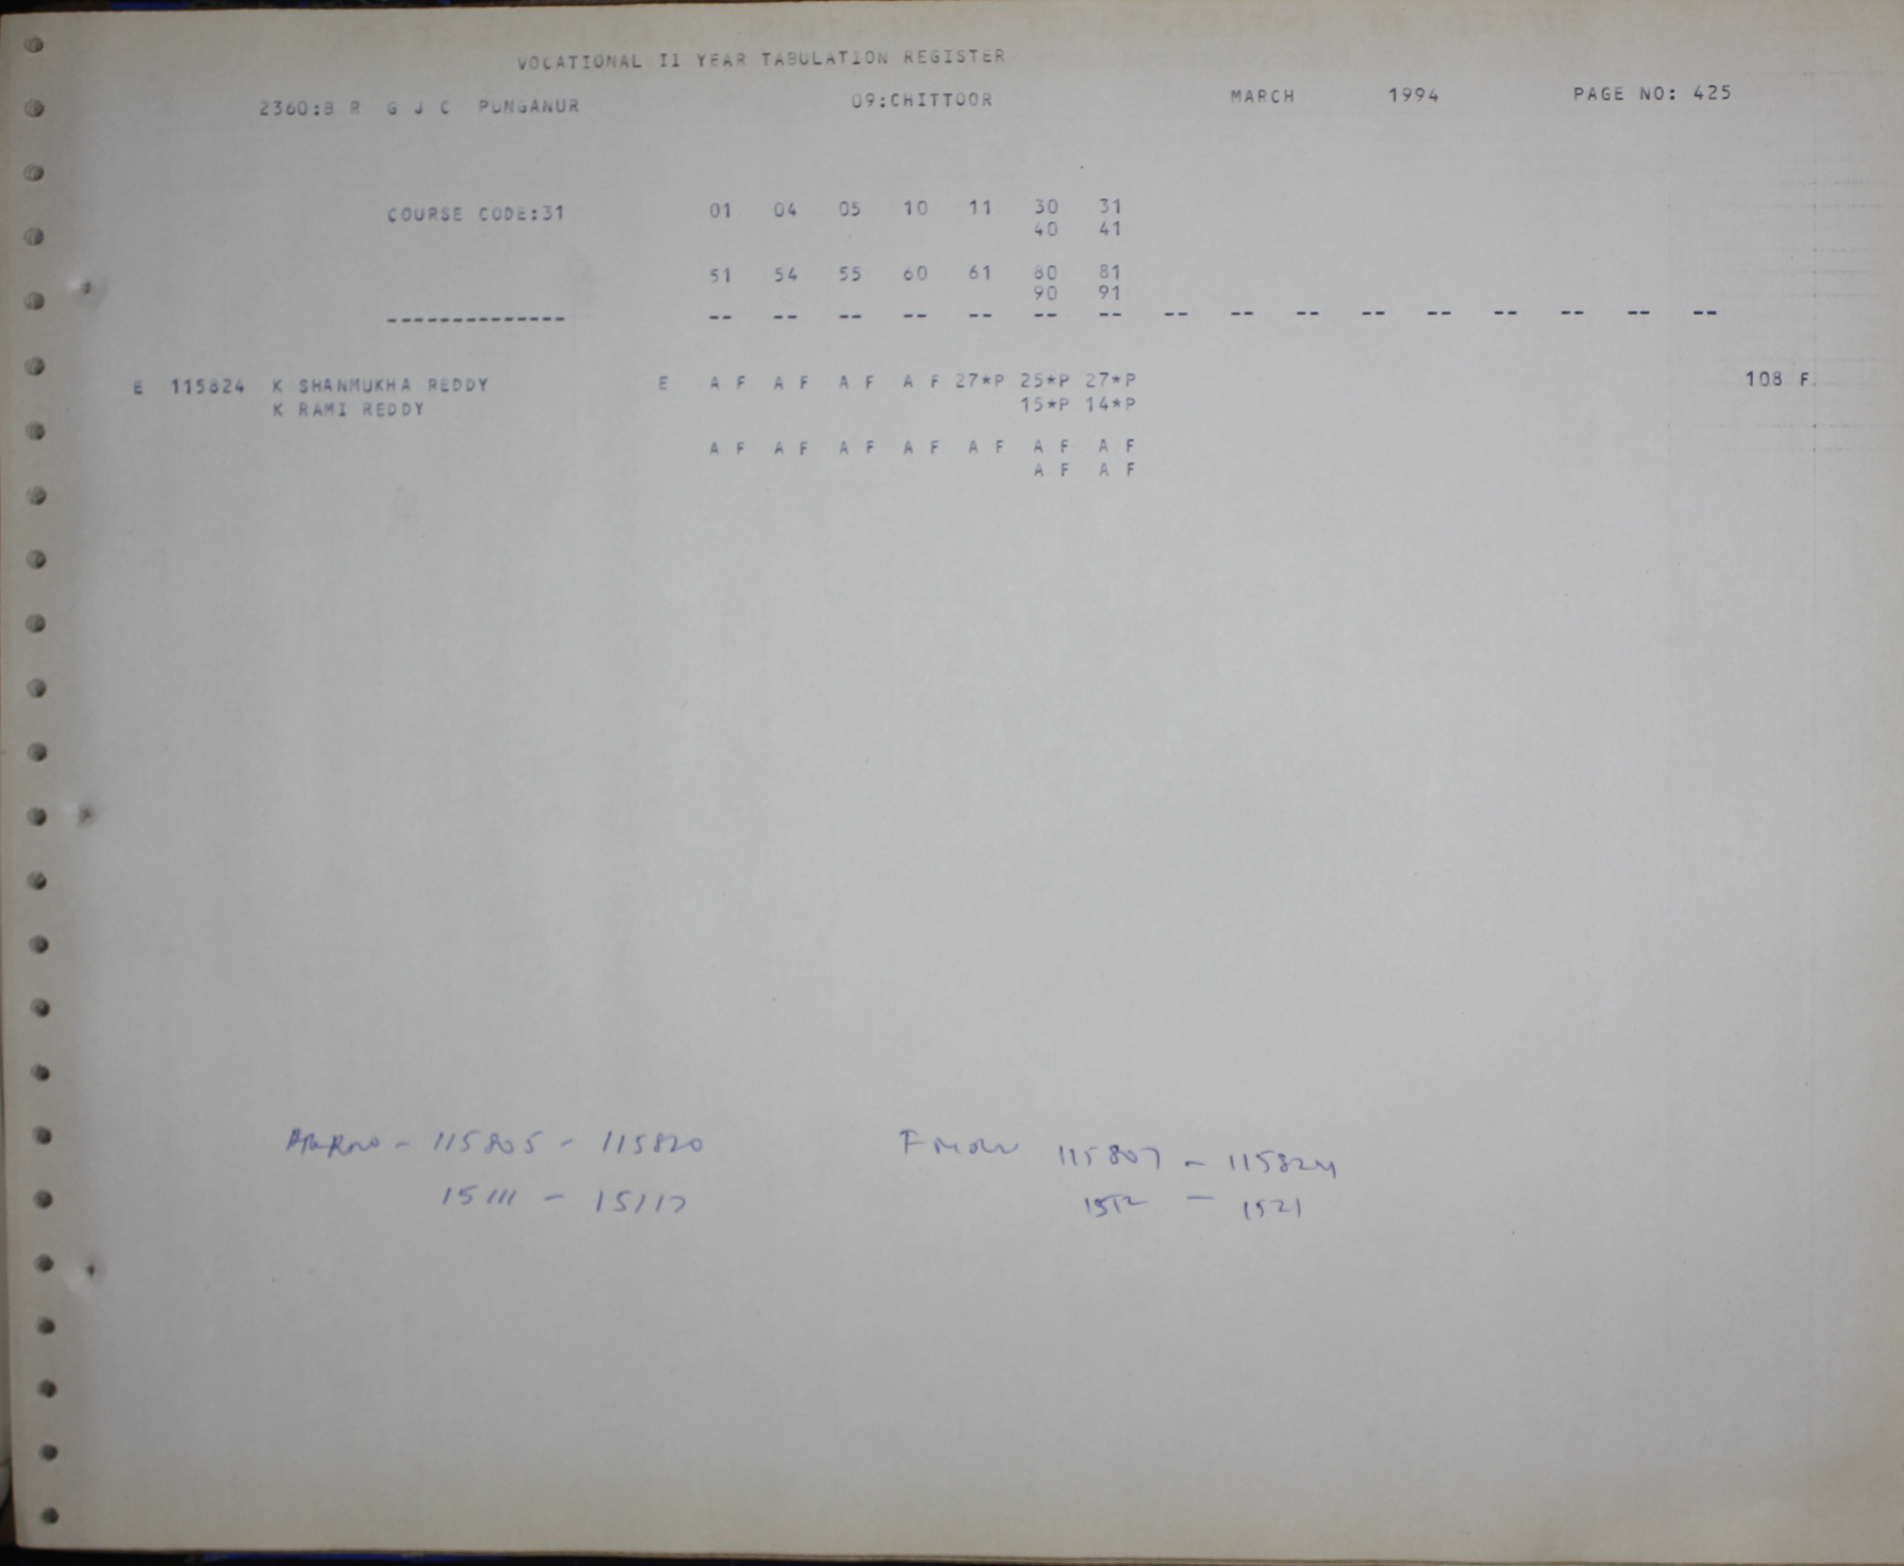 VOCATIONAL II YEAR TABULATION REGISTER
2360:B R G J C PUNGANUR 09:CHITTOOR MARCH 1994 PAGE NO: 425
COURSE CODE:31 01 04 05 10 11 30 31
40 41
51 54 55 60 61 80 81
90 91
-------------- -- -- -- -- -- -- -- -- -- -- -- -- -- -- -- --
E 115824 K SHANMUKHA REDDY E A F A F A F A F 27*P 25*P 27*P 108 F
K RAMI REDDY 15*P 14*P
A F A F A F A F A F A F A F
A F A F
- 115805 - 115820 115807 - 115824
15111 - 15117 1512 - 1521